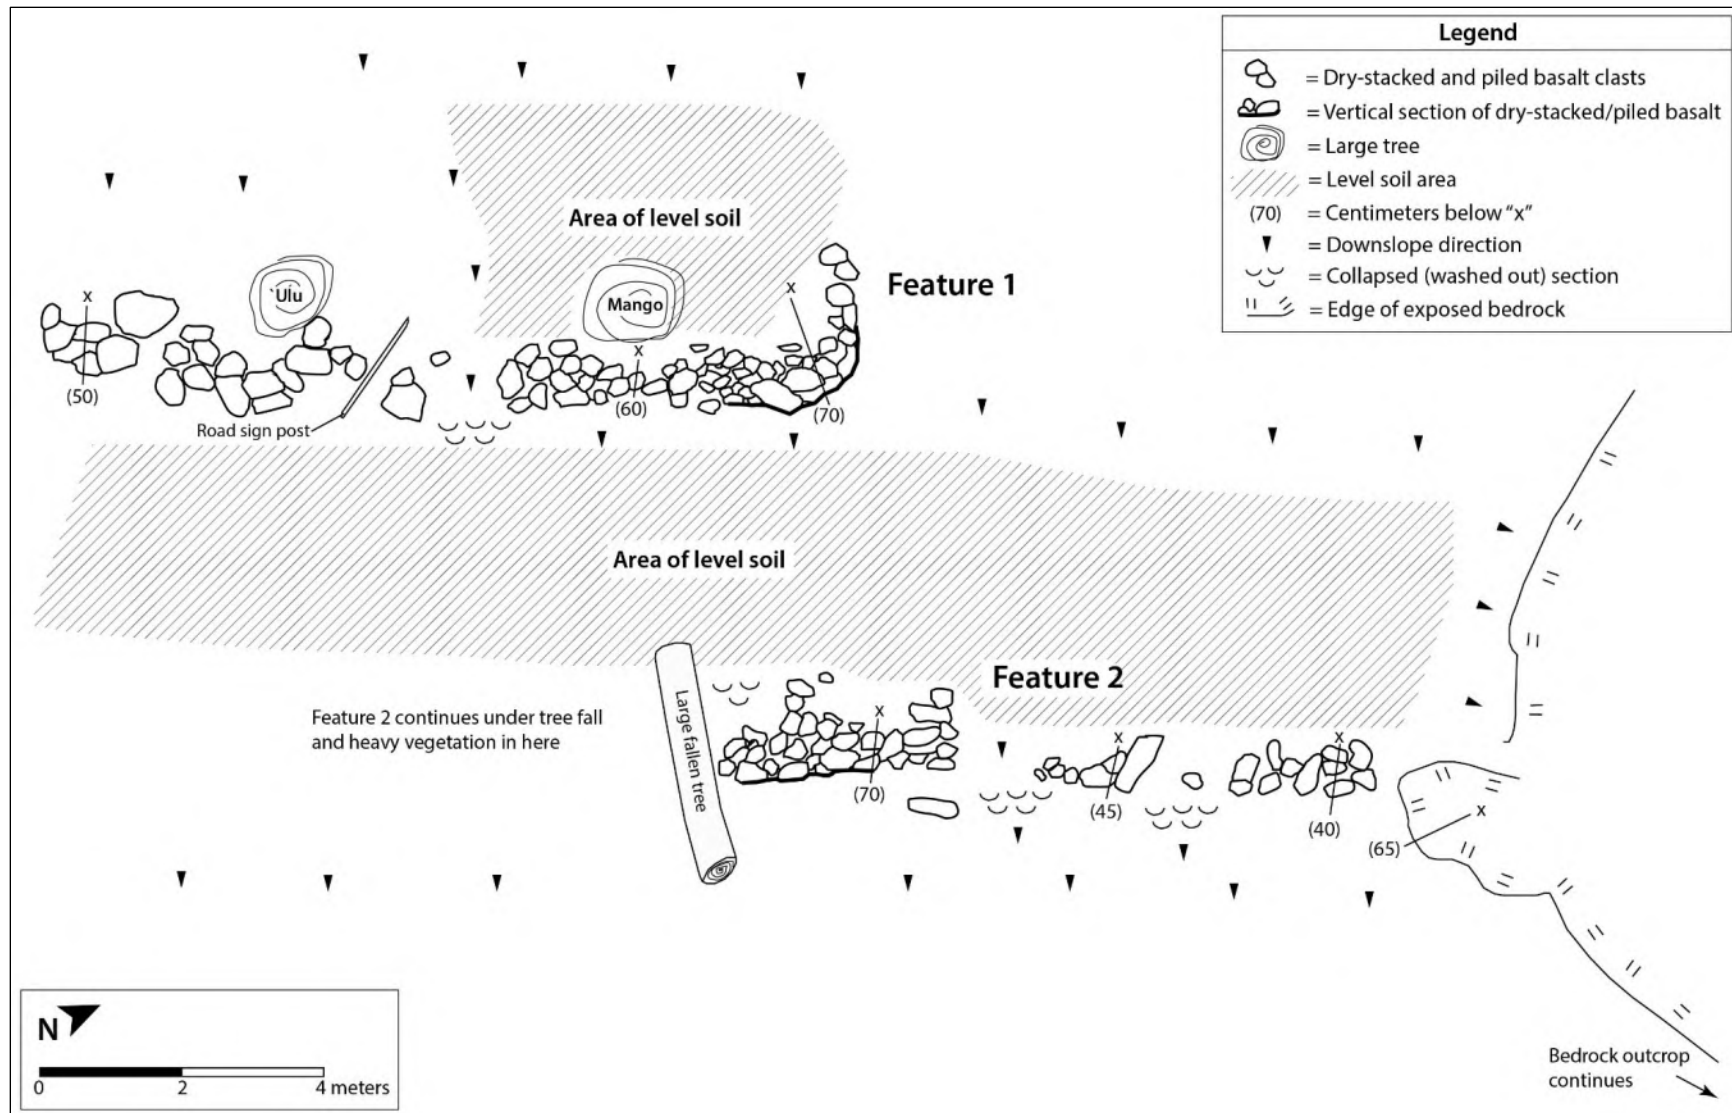 Legend
= Dry-stacked and piled basalt clasts
= Vertical section of dry-stacked/piled basalt
= Large tree
= Level soil area
(70) = Centimeters below "x"
= Downslope direction
= Collapsed (washed out) section
= Edge of exposed bedrock
Area of level soil
Feature 1
'Ulu
Mango
x
x
x
(50)
(60)
(70)
Road sign post
Area of level soil
Feature 2
Feature 2 continues under tree fall
and heavy vegetation in here
Large fallen tree
x
x
x
(70)
(45)
(40)
x
(65)
N
0 2 4 meters
Bedrock outcrop
continues